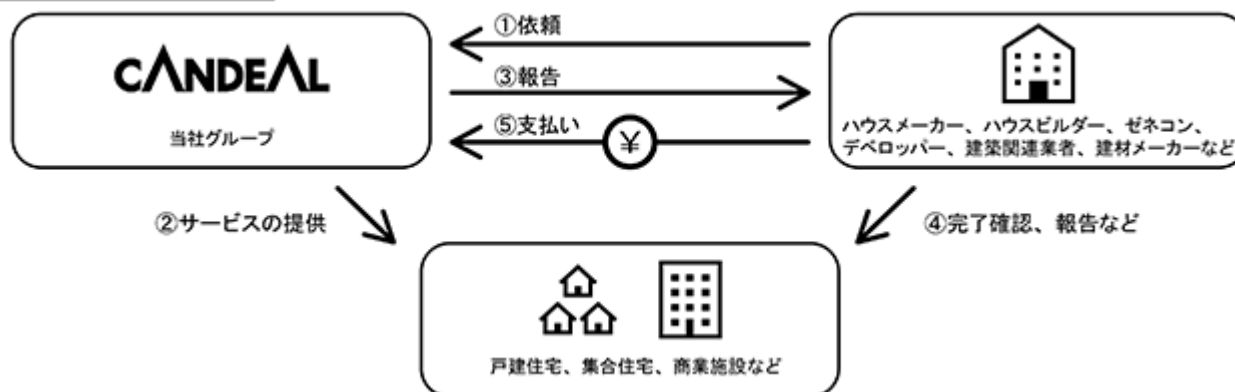 ①依頼
CANDEAL
③報告
当社グループ
⑤支払い
¥
ハウスメーカー、ハウスビルダー、ゼネコン、
デベロッパー、建築関連業者、建材メーカーなど
②サービスの提供
④完了確認、報告など
戸建住宅、集合住宅、商業施設など